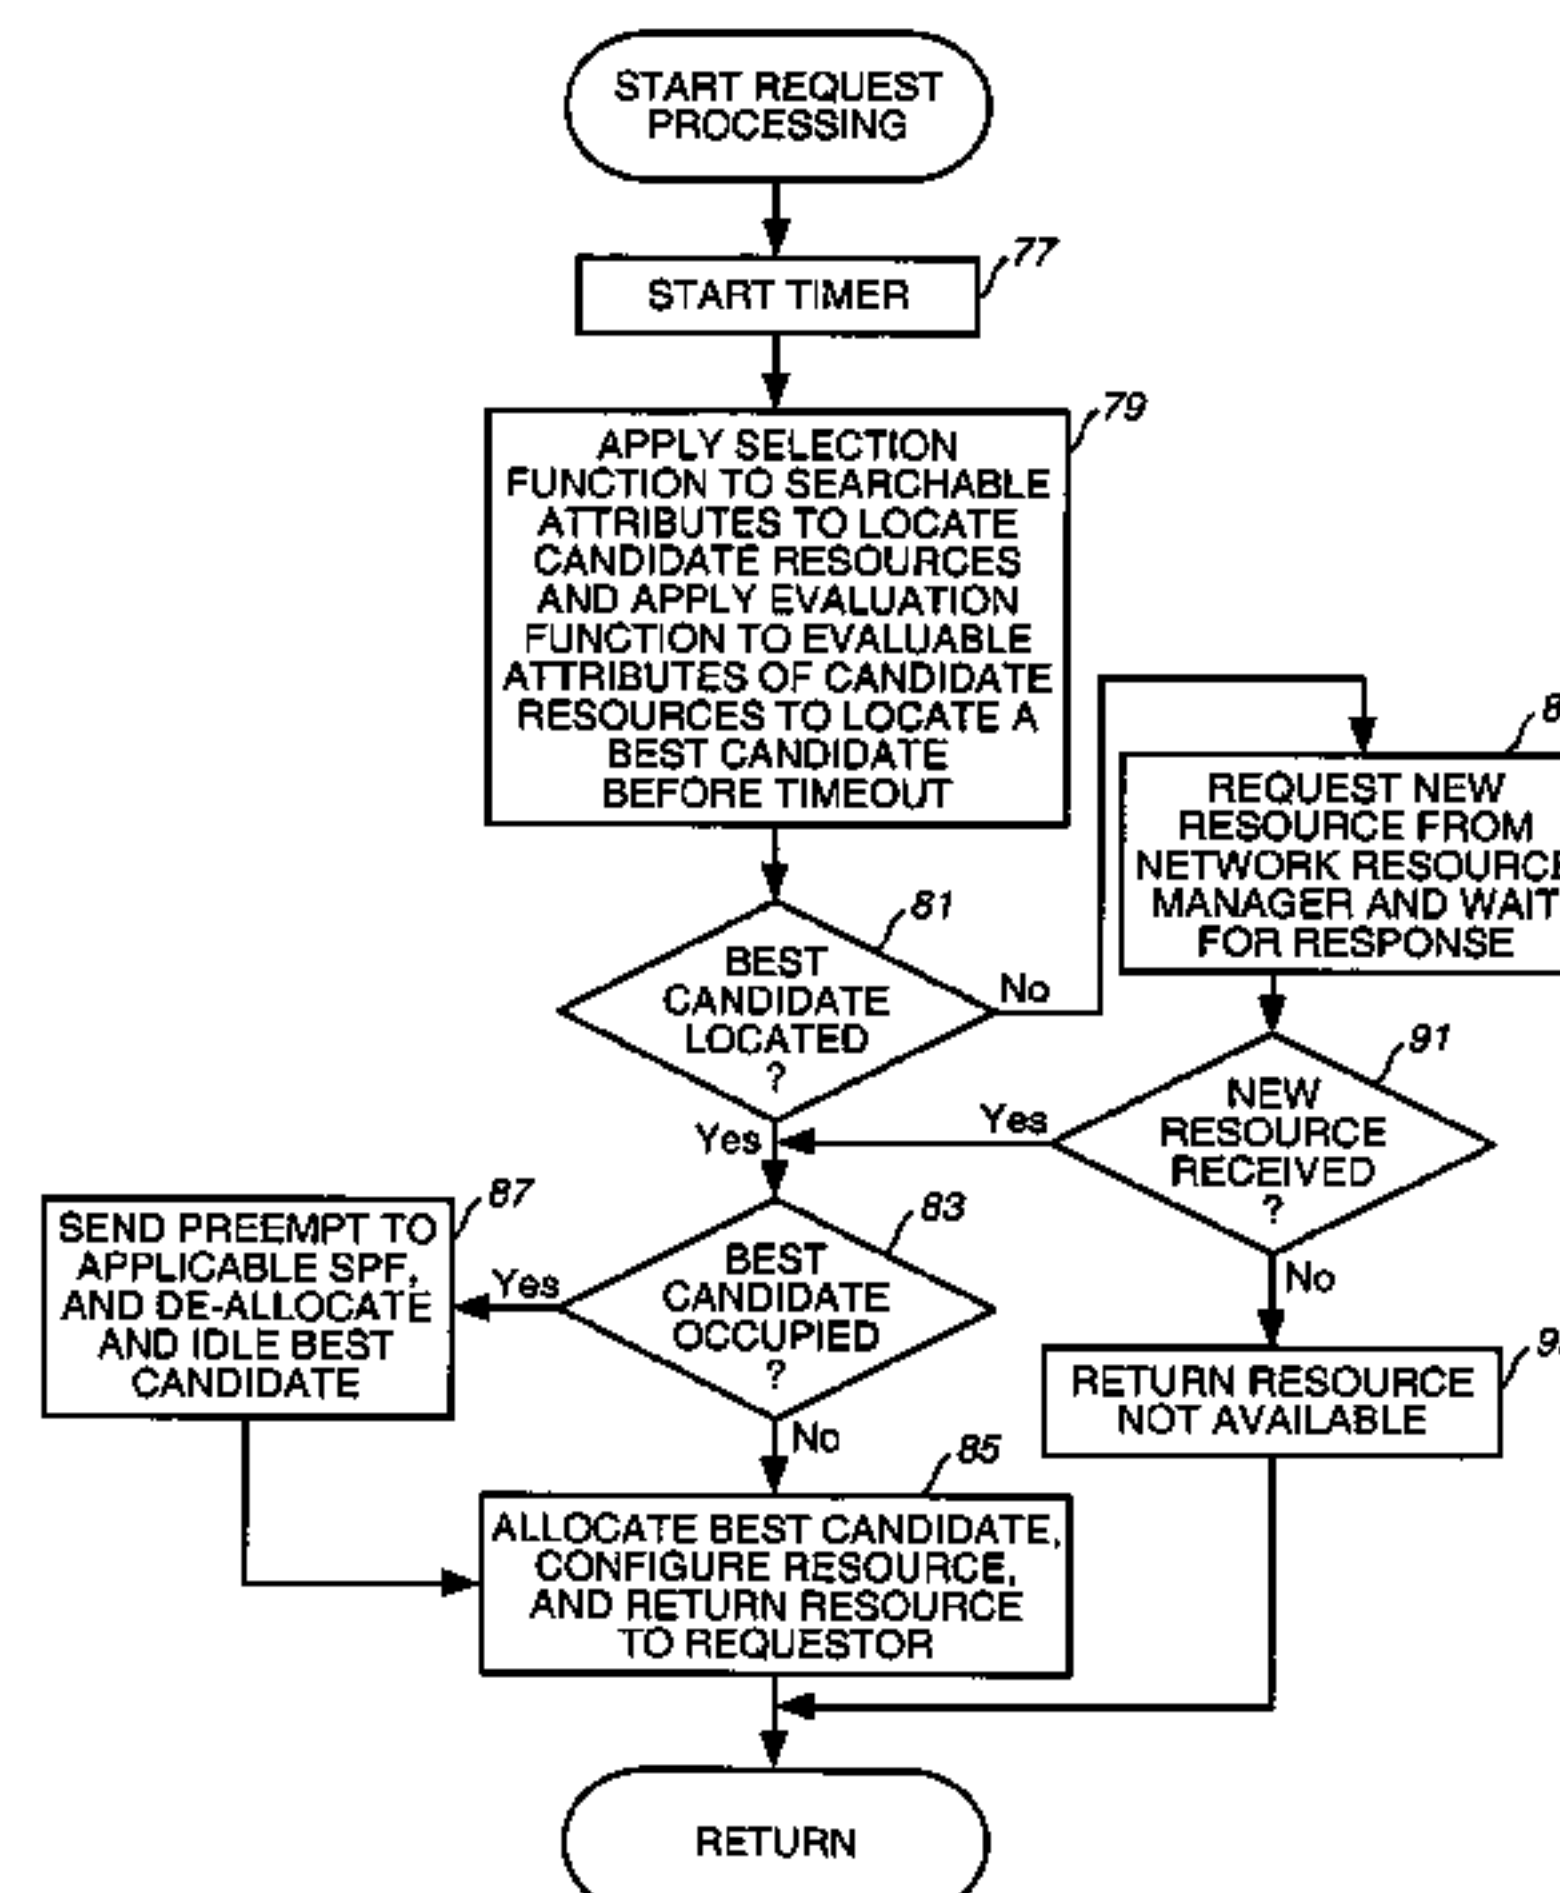 START REQUEST
PROCESSING
START TIMER
77
APPLY SELECTION
FUNCTION TO SEARCHABLE
ATTRIBUTES TO LOCATE
CANDIDATE RESOURCES
AND APPLY EVALUATION
FUNCTION TO EVALUABLE
ATTRIBUTES OF CANDIDATE
RESOURCES TO LOCATE A
BEST CANDIDATE
BEFORE TIMEOUT
79
REQUEST NEW
RESOURCE FROM
NETWORK RESOURCE
MANAGER AND WAIT
FOR RESPONSE
BEST
CANDIDATE
LOCATED
?
81
No
Yes
NEW
RESOURCE
RECEIVED
?
91
Yes
No
SEND PREEMPT TO
APPLICABLE SPF,
AND DE-ALLOCATE
AND IDLE BEST
CANDIDATE
87
BEST
CANDIDATE
OCCUPIED
?
83
Yes
No
RETURN RESOURCE
NOT AVAILABLE
ALLOCATE BEST CANDIDATE,
CONFIGURE RESOURCE,
AND RETURN RESOURCE
TO REQUESTOR
85
RETURN